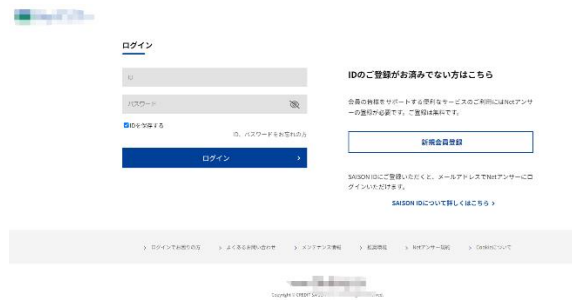 ログイン
ID
パスワード
IDを保存する
ID、パスワードをお忘れの方
ログイン
IDのご登録がお済みでない方はこちら
会員の皆様をサポートする便利なサービスのご利用にはNetアンサ
ーの登録が必要です。ご登録は無料です。
新規会員登録
SAISON IDにご登録いただくと、メールアドレスでNetアンサーにロ
グインいただけます。
SAISON IDについて詳しくはこちら
ログインでお困りの方 よくあるお問い合わせ メンテナンス情報 推奨環境 Netアンサー規約 Cookieについて
Copyright © CREDIT